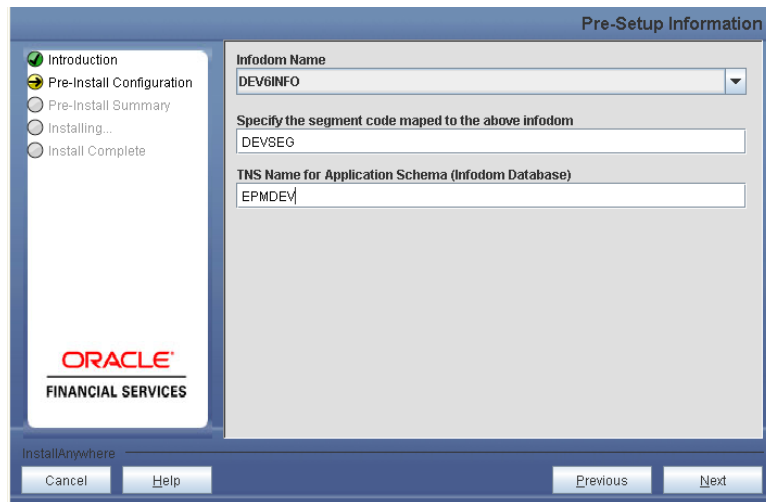 Pre-Setup Information
Introduction
Pre-Install Configuration
Pre-Install Summary
Installing...
Install Complete
Infodom Name
DEV6INFO
Specify the segment code maped to the above infodom
DEVSEG
TNS Name for Application Schema (Infodom Database)
EPMDEV
ORACLE
FINANCIAL SERVICES
InstallAnywhere
Cancel
Help
Previous
Next